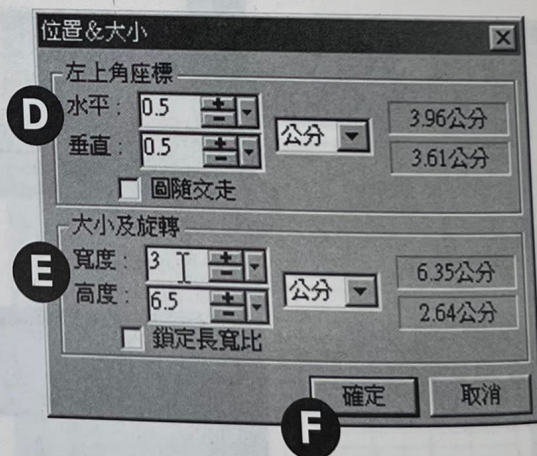 位置&大小
左上角座標
D
水平： 0.5 公分 3.96公分
垂直： 0.5 3.61公分
圖隨文走
大小及旋轉
E
寬度： 3 公分 6.35公分
高度： 6.5 2.64公分
鎖定長寬比
確定 取消
F